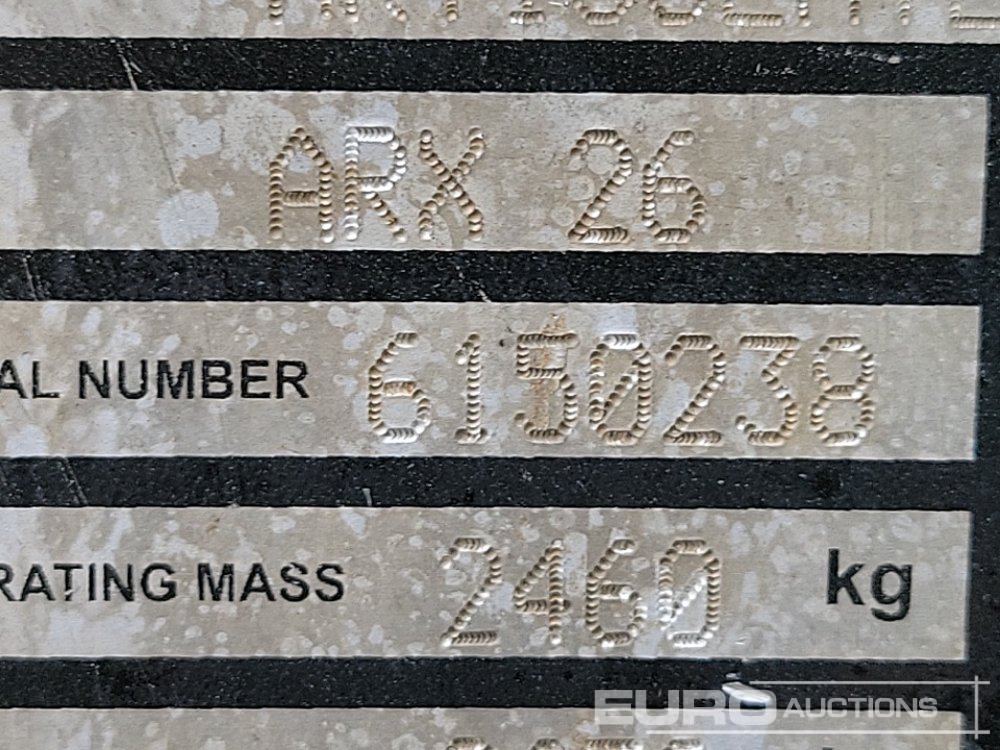 ARX 26
AL NUMBER 6150238
RATING MASS 2460 kg
EURO AUCTIONS